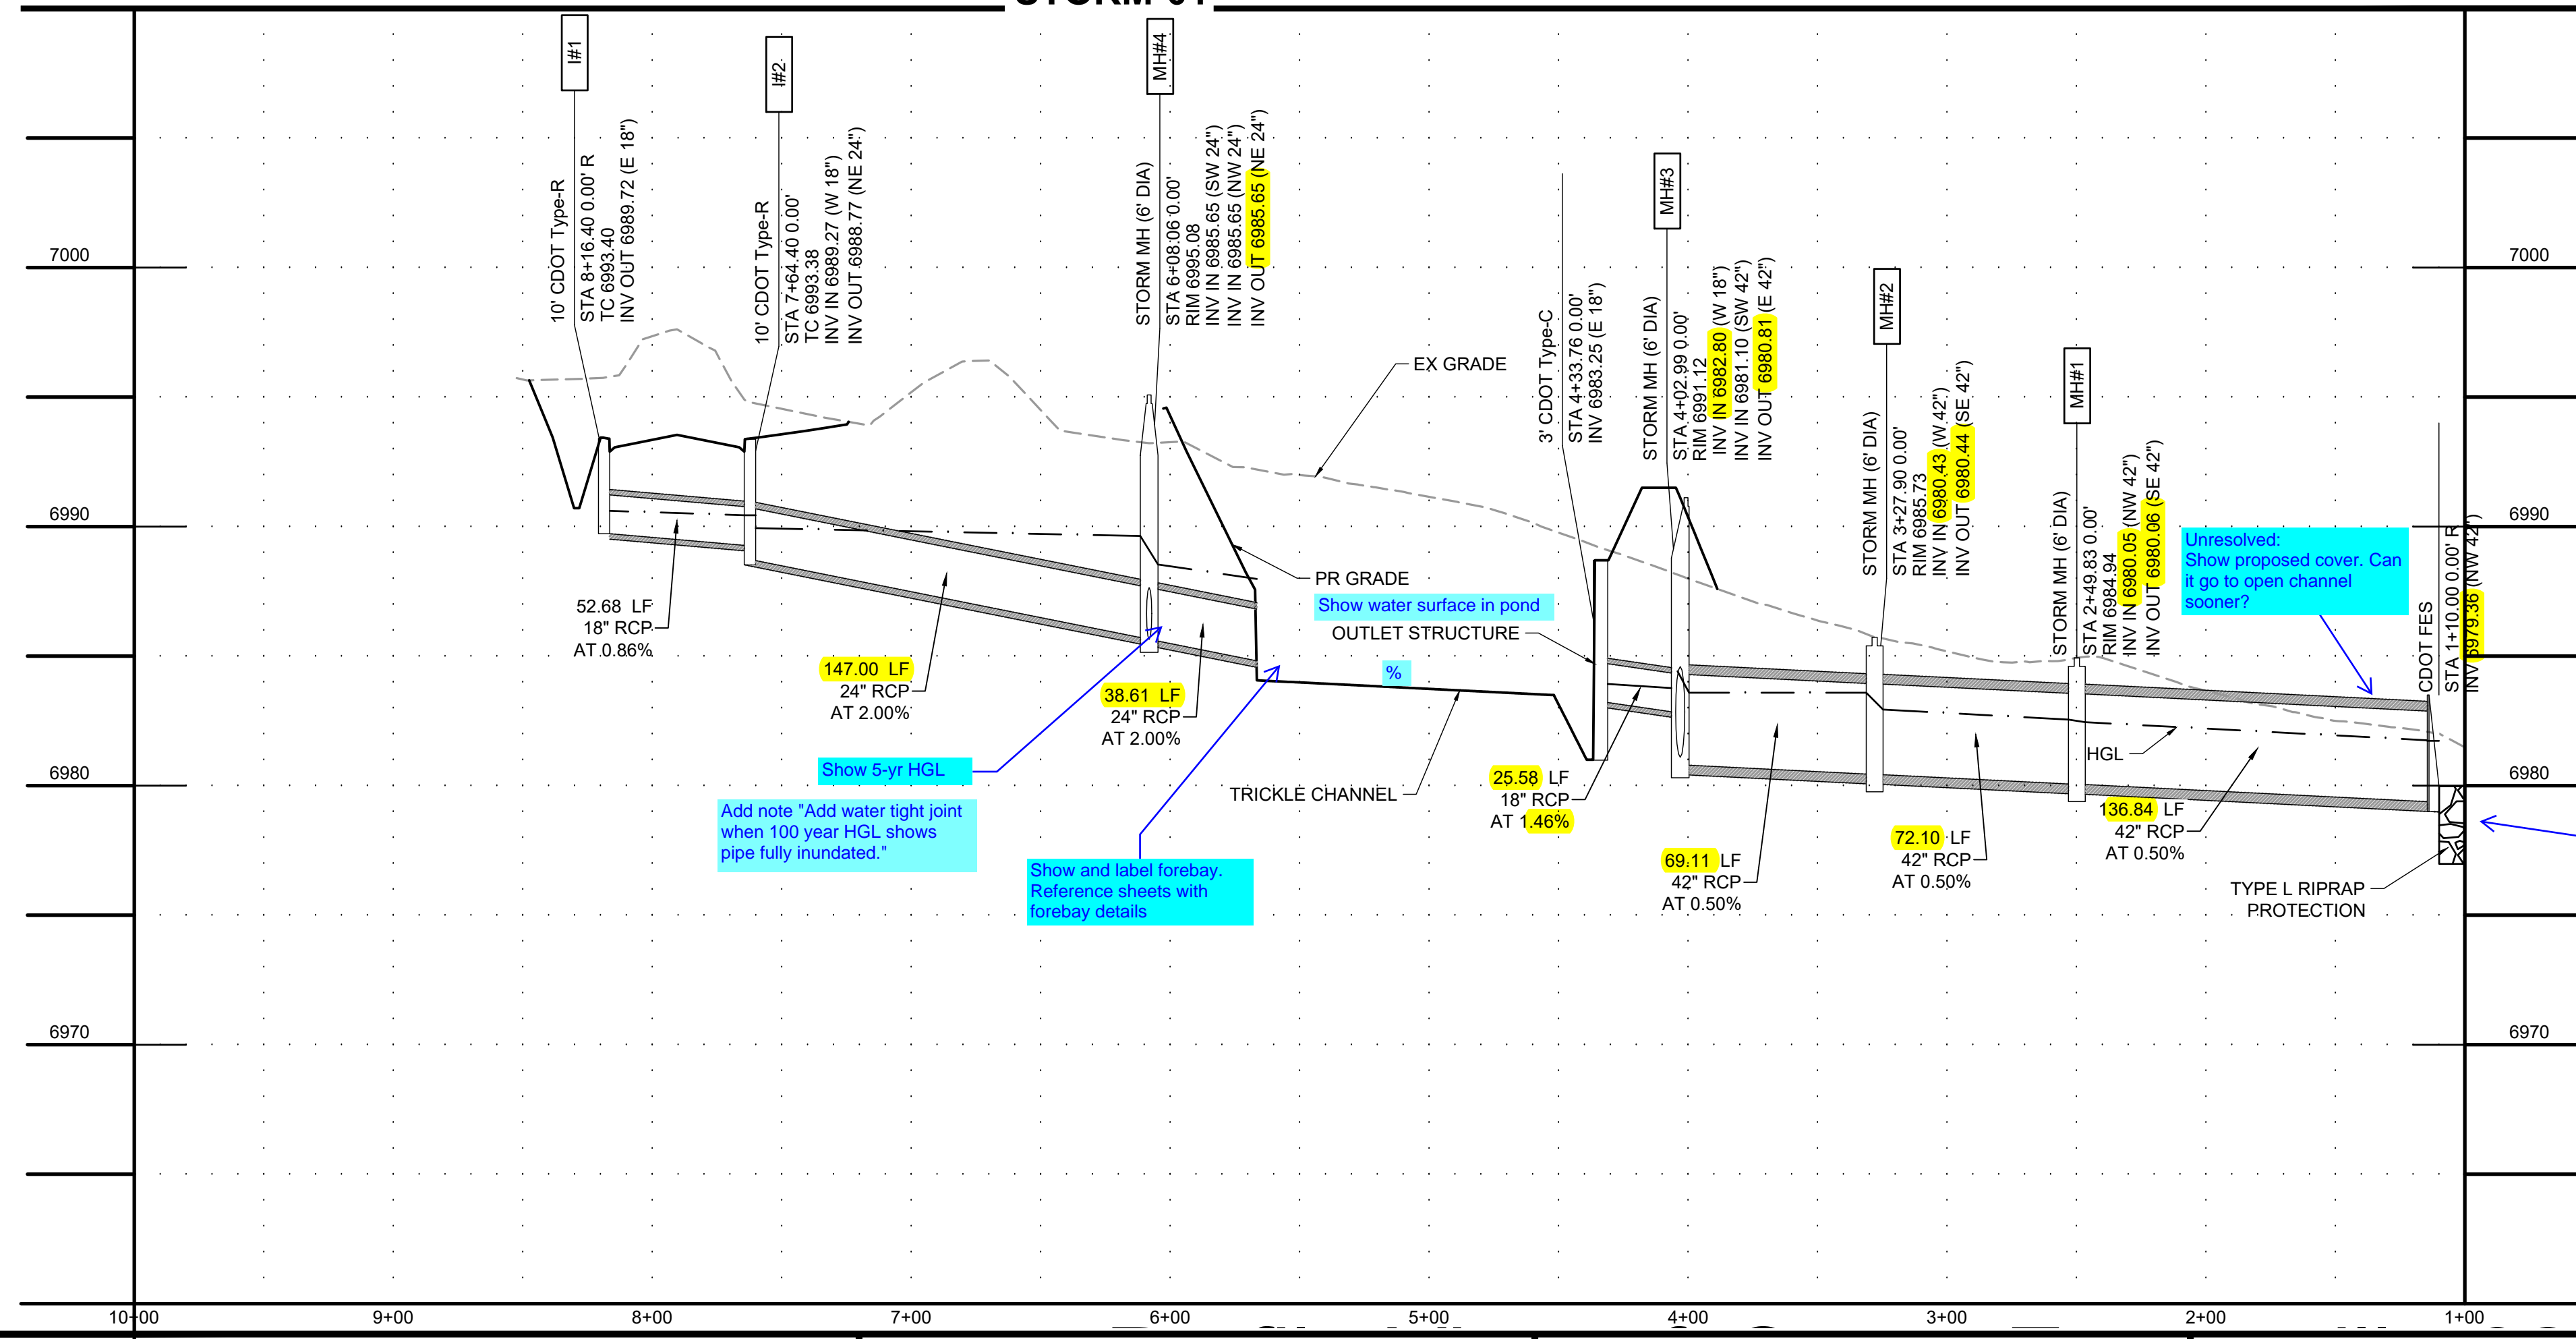 I#1
10' CDOT Type-R
STA 8+16.40 0.00' R
TC 6993.40
INV OUT 6989.72 (E 18")
I#2
10' CDOT Type-R
STA 7+64.40 0.00'
TC 6993.38
INV IN 6989.27 (W 18")
INV OUT 6988.77 (NE 24")
MH#4
STORM MH (6' DIA)
STA 6+08.06 0.00'
RIM 6995.08
INV IN 6985.65 (SW 24")
INV IN 6985.65 (NW 24")
INV OUT 6985.65 (NE 24")
3' CDOT Type-C
STA 4+33.76 0.00'
INV 6983.25 (E 18")
MH#3
STORM MH (6' DIA)
STA 4+02.99 0.00'
RIM 6991.12
INV IN 6982.80 (W 18")
INV IN 6981.10 (SW 42")
INV OUT 6980.81 (E 42")
MH#2
STORM MH (6' DIA)
STA 3+27.90 0.00'
RIM 6985.73
INV IN 6980.43 (W 42")
INV OUT 6980.44 (SE 42")
MH#1
STORM MH (6' DIA)
STA 2+49.83 0.00'
RIM 6984.94
INV IN 6980.05 (NW 42")
INV OUT 6980.06 (SE 42")
CDOT FES
STA 1+10.00 0.00' R
INV 6979.36 (NW 42")
7000
7000
6990
6990
6980
6980
6970
6970
EX GRADE
PR GRADE
Show water surface in pond
OUTLET STRUCTURE
%
TRICKLE CHANNEL
Unresolved:
Show proposed cover. Can
it go to open channel
sooner?
52.68 LF
18" RCP
AT 0.86%
147.00 LF
24" RCP
AT 2.00%
38.61 LF
24" RCP
AT 2.00%
Show 5-yr HGL
Add note "Add water tight joint
when 100 year HGL shows
pipe fully inundated."
Show and label forebay.
Reference sheets with
forebay details
25.58 LF
18" RCP
AT 1.46%
69.11 LF
42" RCP
AT 0.50%
72.10 LF
42" RCP
AT 0.50%
HGL
136.84 LF
42" RCP
AT 0.50%
TYPE L RIPRAP
PROTECTION
10+00
9+00
8+00
7+00
6+00
5+00
4+00
3+00
2+00
1+00